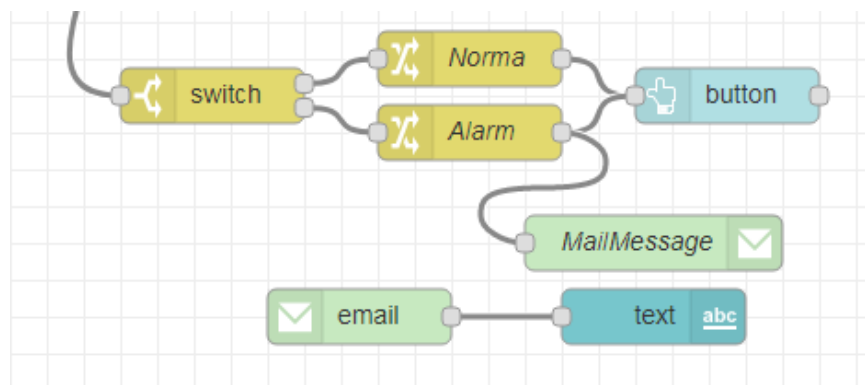 Norma
switch
button
Alarm
MailMessage
email
text abc